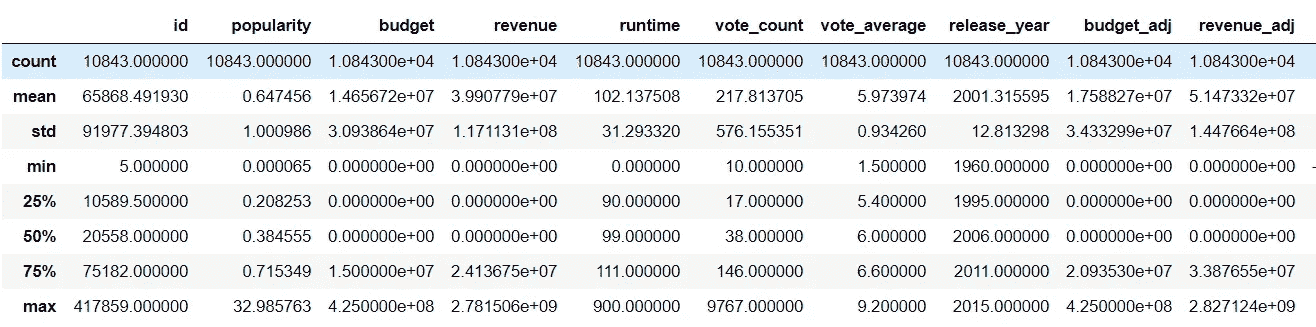 id popularity budget revenue runtime vote_count vote_average release_year budget_adj revenue_adj
count 10843.000000 10843.000000 1.084300e+04 1.084300e+04 10843.000000 10843.000000 10843.000000 10843.000000 1.084300e+04 1.084300e+04
mean 65868.491930 0.647456 1.465672e+07 3.990779e+07 102.137508 217.813705 5.973974 2001.315595 1.758827e+07 5.147332e+07
std 91977.394803 1.000986 3.093864e+07 1.171131e+08 31.293320 576.155351 0.934260 12.813298 3.433299e+07 1.447664e+08
min 5.000000 0.000065 0.000000e+00 0.000000e+00 0.000000 10.000000 1.500000 1960.000000 0.000000e+00 0.000000e+00 -
25% 10589.500000 0.208253 0.000000e+00 0.000000e+00 90.000000 17.000000 5.400000 1995.000000 0.000000e+00 0.000000e+00
50% 20558.000000 0.384555 0.000000e+00 0.000000e+00 99.000000 38.000000 6.000000 2006.000000 0.000000e+00 0.000000e+00
75% 75182.000000 0.715349 1.500000e+07 2.413675e+07 111.000000 146.000000 6.600000 2011.000000 2.093530e+07 3.387655e+07
max 417859.000000 32.985763 4.250000e+08 2.781506e+09 900.000000 9767.000000 9.200000 2015.000000 4.250000e+08 2.827124e+09